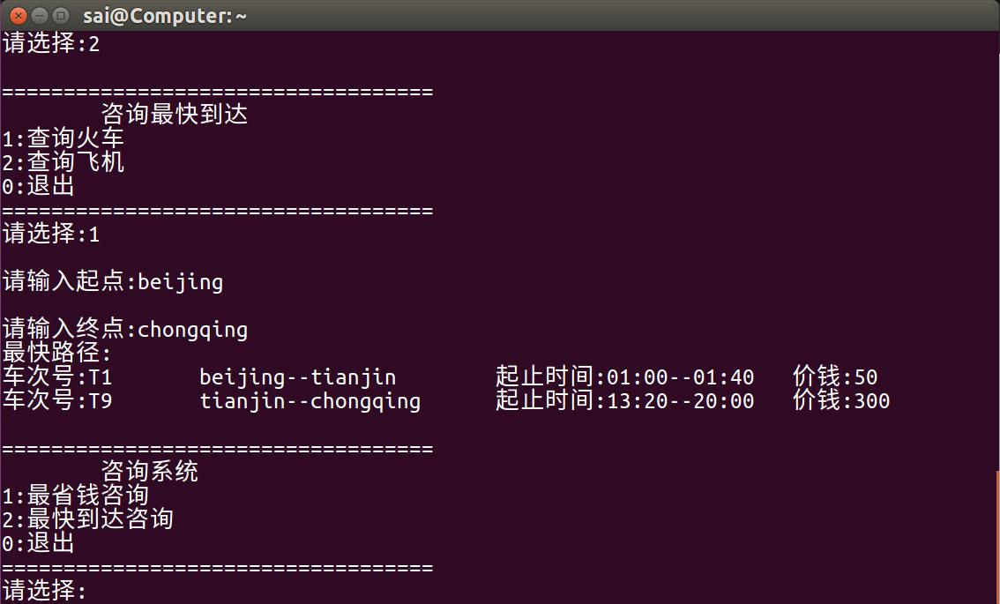 sai@Computer: ~
请选择:2
===================================
咨询最快到达
1:查询火车
2:查询飞机
0:退出
===================================
请选择:1
请输入起点:beijing
请输入终点:chongqing
最快路径:
车次号:T1 beijing--tianjin 起止时间:01:00--01:40 价钱:50
车次号:T9 tianjin--chongqing 起止时间:13:20--20:00 价钱:300
===================================
咨询系统
1:最省钱咨询
2:最快到达咨询
0:退出
===================================
请选择: